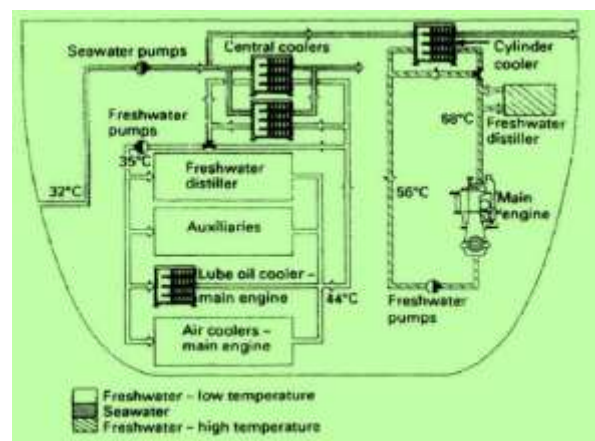 Seawater pumps
Central coolers
Cylinder
cooler
Freshwater
pumps
35°C
68°C
Freshwater
distiller
32°C
Freshwater
distiller
56°C
Main
engine
Auxiliaries
Lube oil cooler –
main engine
44°C
Freshwater
pumps
Air coolers –
main engine
Freshwater – low temperature
Seawater
Freshwater – high temperature